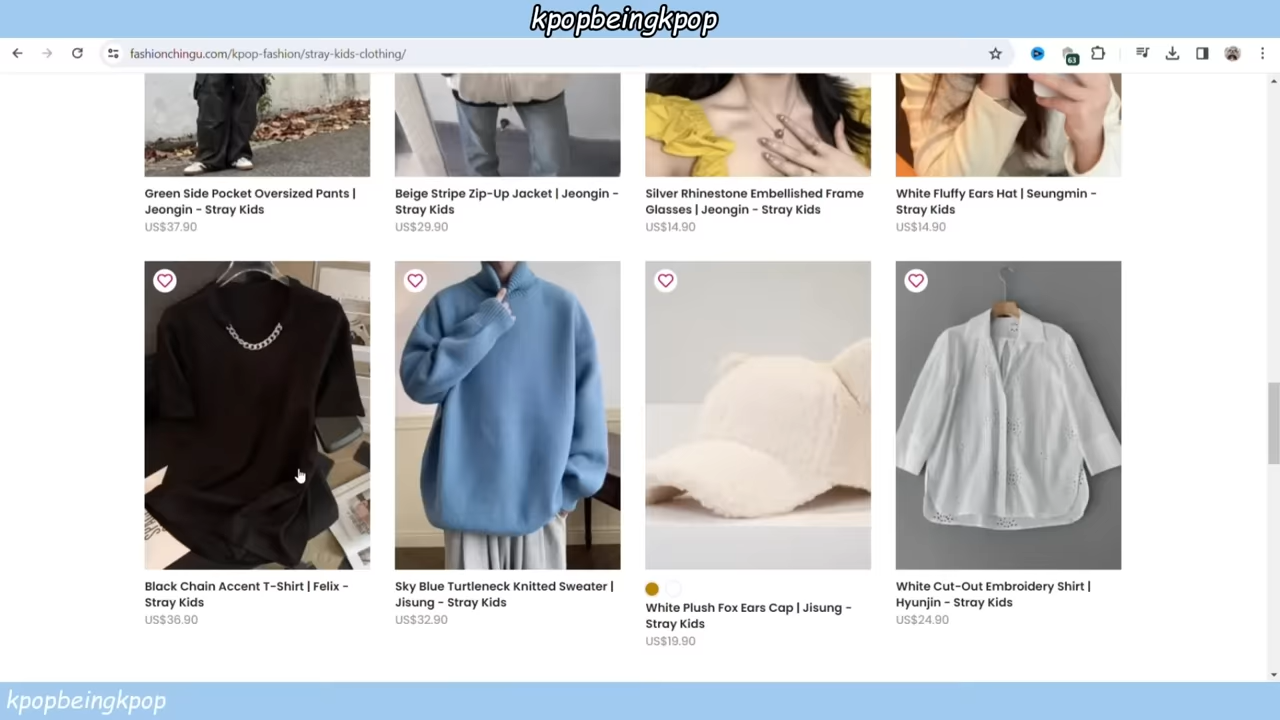 kpopbeingkpop
fashionchingu.com/kpop-fashion/stray-kids-clothing/
63
Green Side Pocket Oversized Pants |
Jeongin - Stray Kids
US$37.90
Beige Stripe Zip-Up Jacket | Jeongin -
Stray Kids
US$29.90
Silver Rhinestone Embellished Frame
Glasses | Jeongin - Stray Kids
US$14.90
White Fluffy Ears Hat | Seungmin -
Stray Kids
US$14.90
Black Chain Accent T-Shirt | Felix -
Stray Kids
US$36.90
Sky Blue Turtleneck Knitted Sweater |
Jisung - Stray Kids
US$32.90
White Plush Fox Ears Cap | Jisung -
Stray Kids
US$19.90
White Cut-Out Embroidery Shirt |
Hyunjin - Stray Kids
US$24.90
kpopbeingkpop